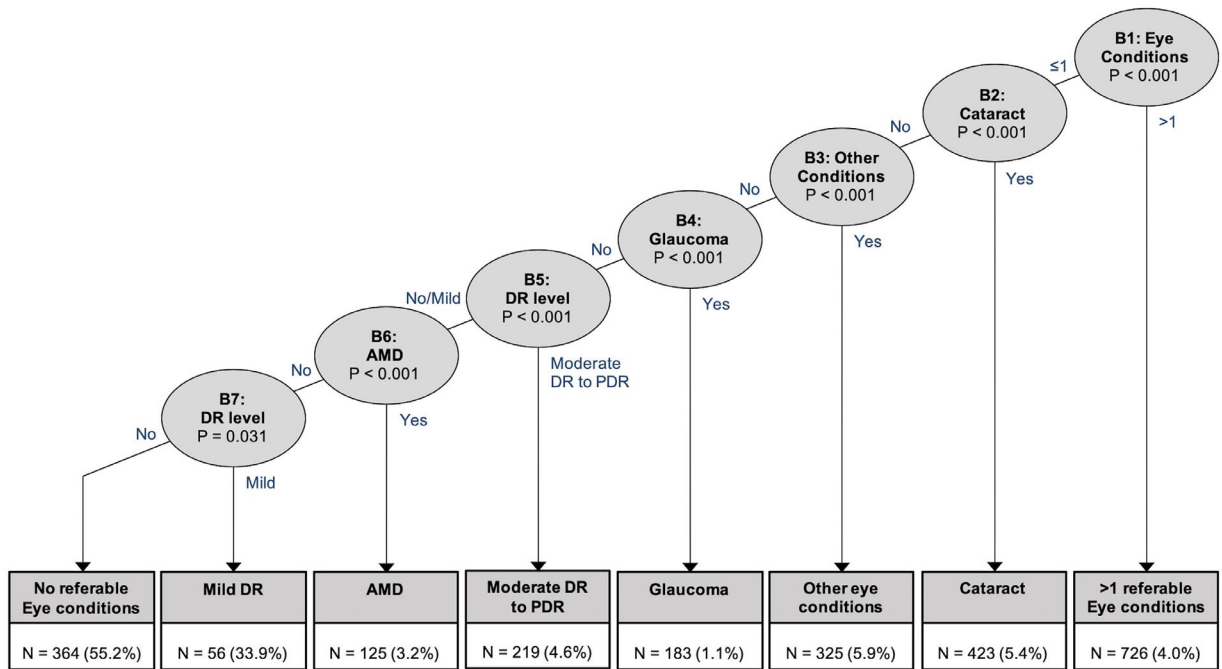 B1: Eye
Conditions
P < 0.001
≤1
>1
B2:
Cataract
P < 0.001
No
Yes
B3: Other
Conditions
P < 0.001
No
Yes
B4:
Glaucoma
P < 0.001
No
Yes
B5:
DR level
P < 0.001
No/Mild
Moderate
DR to PDR
B6:
AMD
P < 0.001
No
Yes
B7:
DR level
P = 0.031
No
Mild
No referable
Eye conditions
N = 364 (55.2%)
Mild DR
N = 56 (33.9%)
AMD
N = 125 (3.2%)
Moderate DR
to PDR
N = 219 (4.6%)
Glaucoma
N = 183 (1.1%)
Other eye
conditions
N = 325 (5.9%)
Cataract
N = 423 (5.4%)
>1 referable
Eye conditions
N = 726 (4.0%)